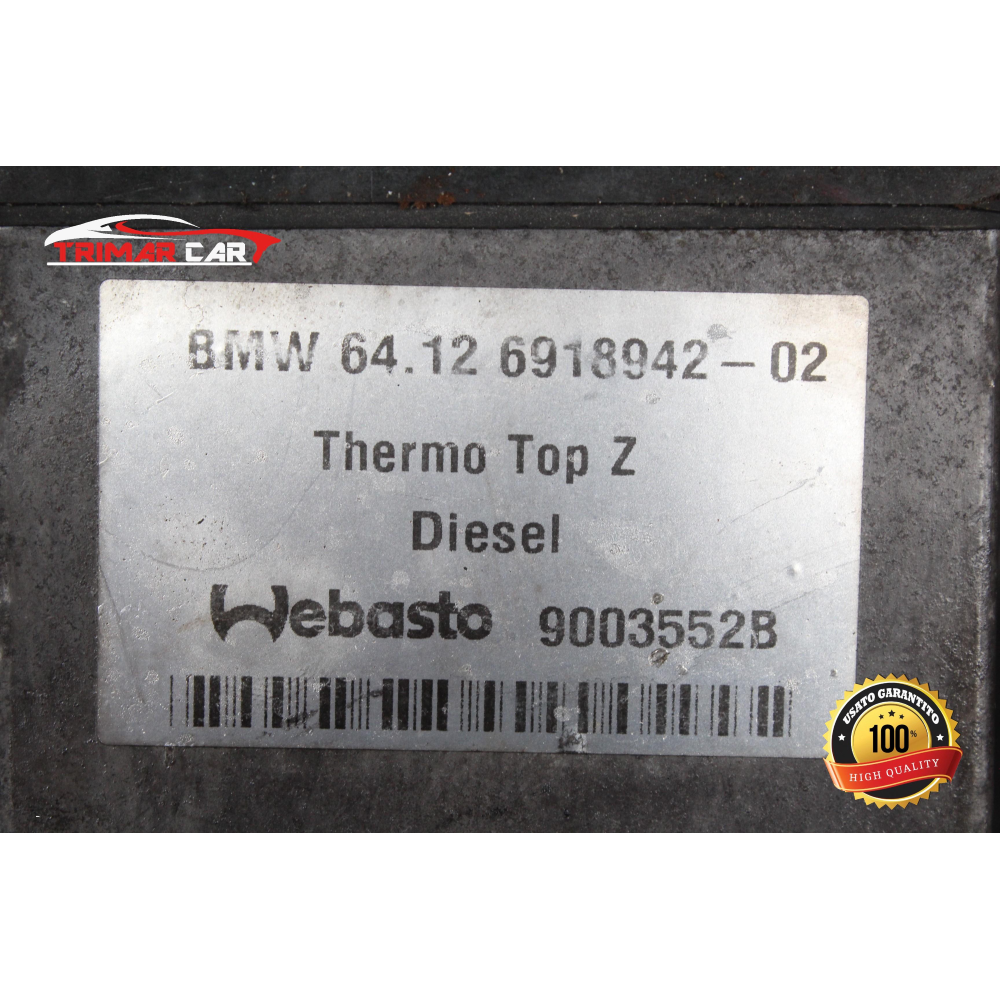 TRIMAR CAR
BMW 64.12 6918942-02
Thermo Top Z
Diesel
Webasto 9003552B
USATO GARANTITO
100%
HIGH QUALITY